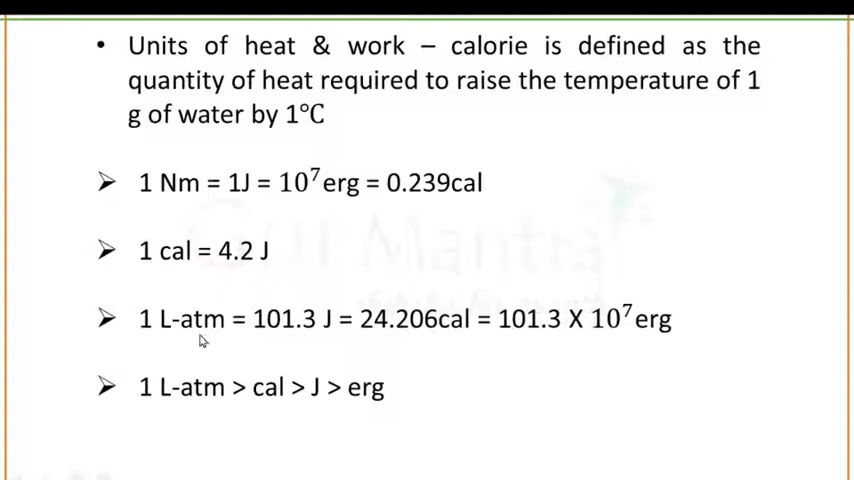 • Units of heat & work – calorie is defined as the
quantity of heat required to raise the temperature of 1
g of water by 1℃
➢ 1 Nm = 1J = 10⁷erg = 0.239cal
➢ 1 cal = 4.2 J
➢ 1 L-atm = 101.3 J = 24.206cal = 101.3 X 10⁷erg
➢ 1 L-atm > cal > J > erg
Mantra